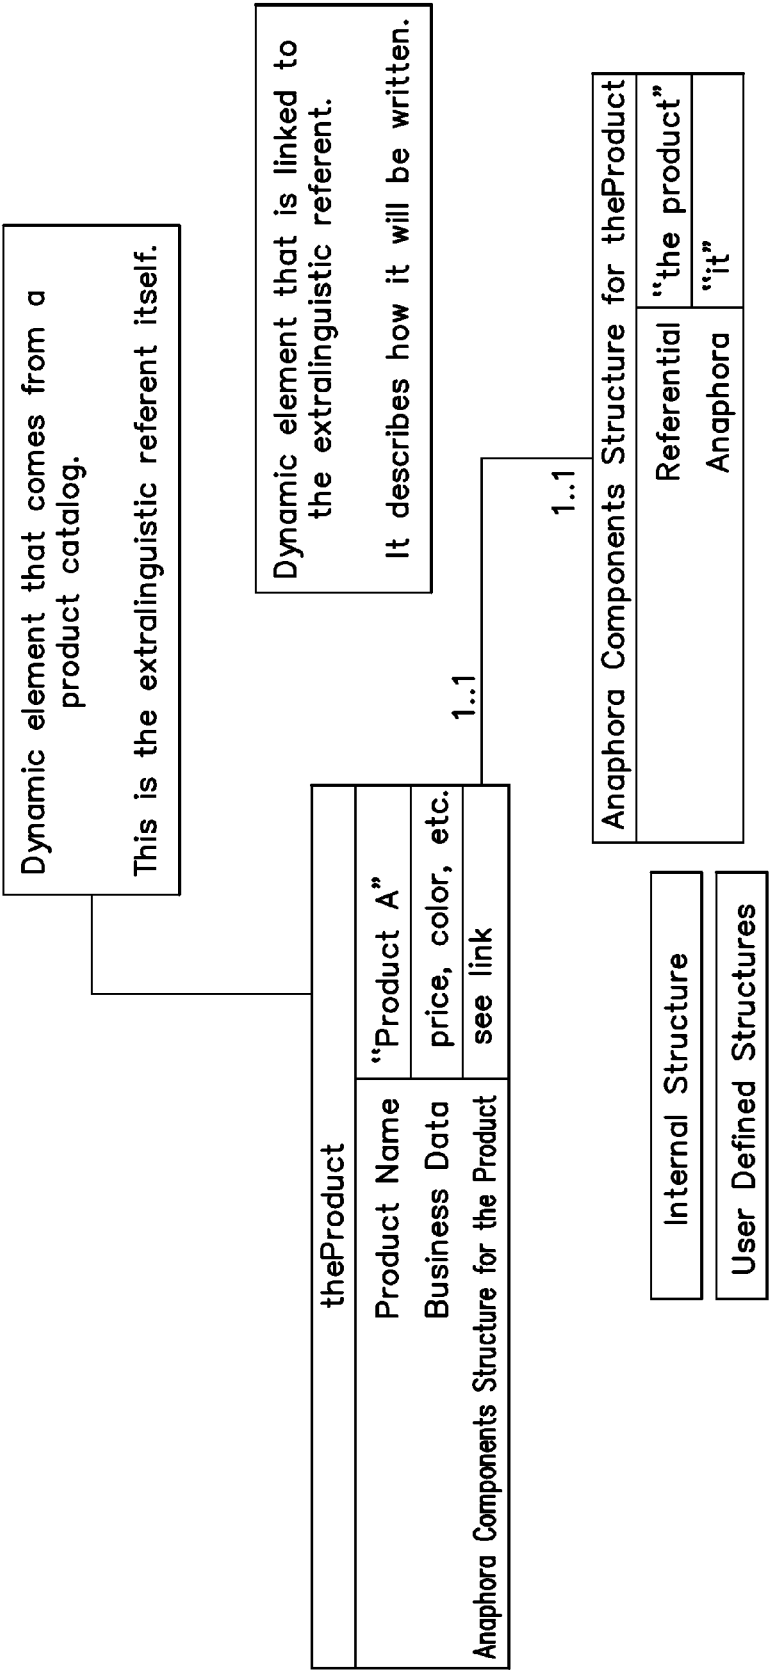 Dynamic element that comes from a
product catalog.
This is the extralinguistic referent itself.
Dynamic element that is linked to
the extralinguistic referent.
It describes how it will be written.
theProduct
Product Name “Product A”
Business Data price, color, etc.
Anaphora Components Structure for the Product see link
1..1
1..1
Anaphora Components Structure for theProduct
Referential “the product”
Anaphora “it”
Internal Structure
User Defined Structures